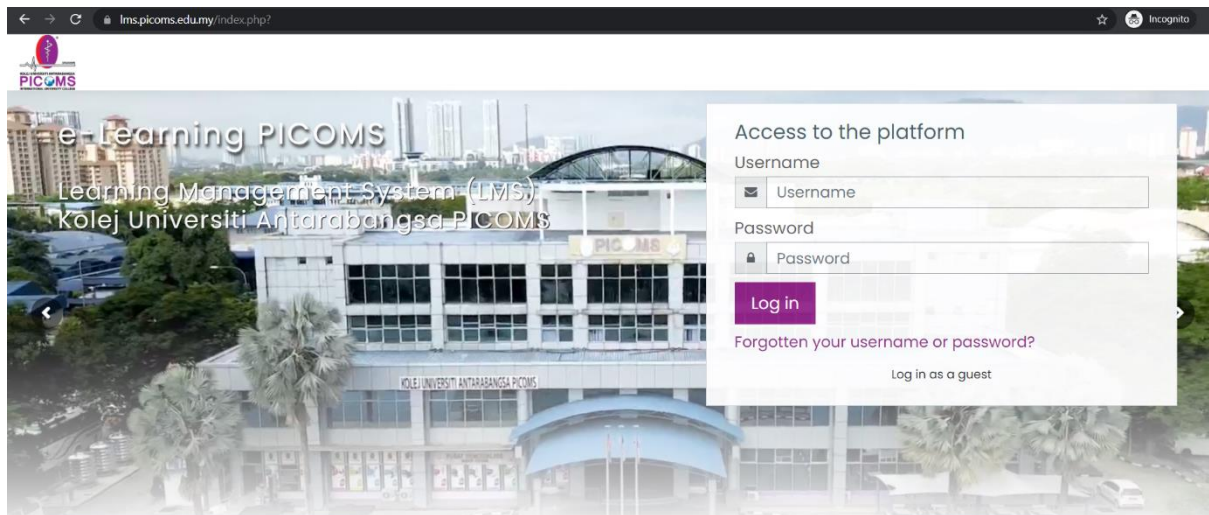 lms.picoms.edu.my/index.php?
Incognito
PICOMS
e-Learning PICOMS
Learning Management System (LMS)
Kolej Universiti Antarabangsa PICOMS
PICOMS
KOLEJ UNIVERSITI ANTARABANGSA PICOMS
Access to the platform
Username
Username
Password
Password
Log in
Forgotten your username or password?
Log in as a guest